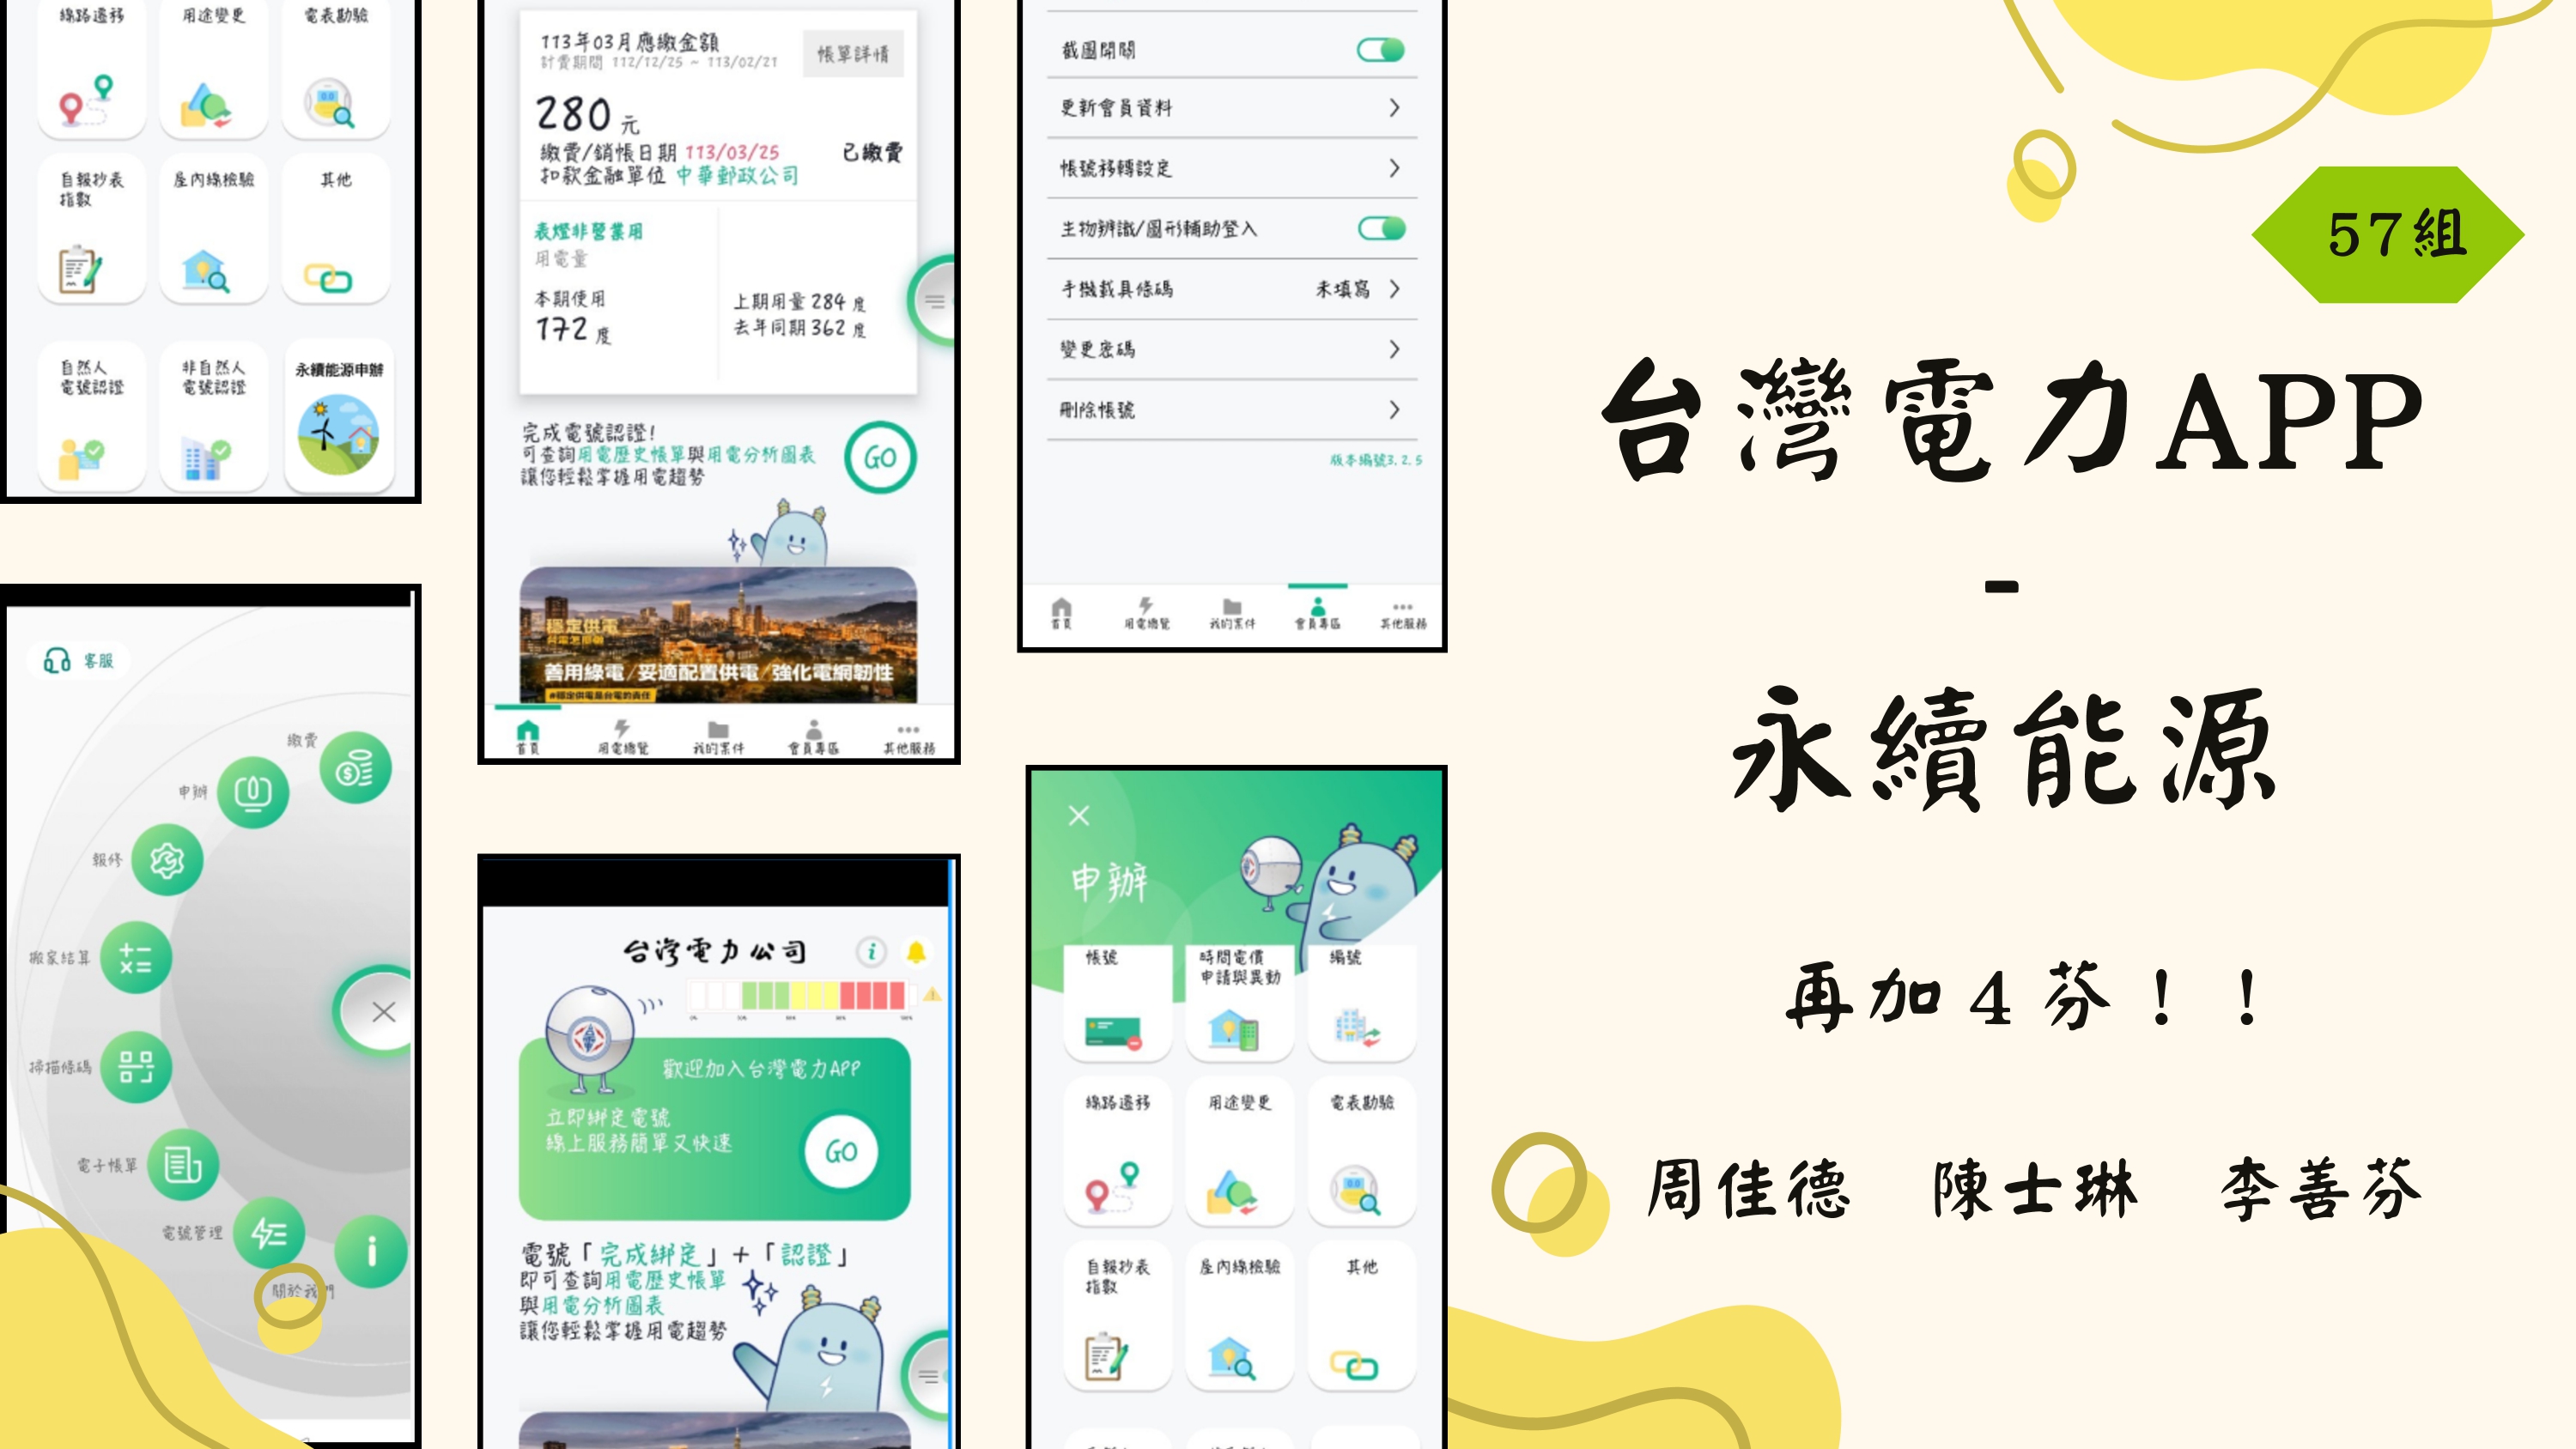 線路遷移
用途變更
電表勘驗
自報抄表
指數
屋內線檢驗
其他
自然人
電號認證
非自然人
電號認證
永續能源申辦
客服
繳費
申辦
報修
搬家結算
掃描條碼
電子帳單
電號管理
關於我們
113年03月應繳金額
計費期間 112/12/25 ~ 113/02/21
帳單詳情
280 元
繳費/銷帳日期 113/03/25
已繳費
扣款金融單位 中華郵政公司
表燈非營業用
用電量
本期使用
172 度
上期用量 284 度
去年同期 362 度
完成電號認證!
可查詢用電歷史帳單與用電分析圖表
讓您輕鬆掌握用電趨勢
GO
穩定供電
善用綠電/妥適配置供電/強化電網韌性
#穩定供電是台電的責任
首頁
用電總覽
我的案件
會員專區
其他服務
台灣電力公司
歡迎加入台灣電力APP
立即綁定電號
線上服務簡單又快速
GO
電號「完成綁定」+「認證」
即可查詢用電歷史帳單
與用電分析圖表
讓您輕鬆掌握用電趨勢
截圖開關
更新會員資料
帳號移轉設定
生物辨識/圖形輔助登入
手機載具條碼 未填寫
變更密碼
刪除帳號
版本編號3.2.5
首頁
用電總覽
我的案件
會員專區
其他服務
申辦
帳號
時間電價
申請與異動
編號
線路遷移
用途變更
電表勘驗
自報抄表
指數
屋內線檢驗
其他
57組
台灣電力APP
-
永續能源
再加4芬!!
周佳德 陳士琳 李善芬